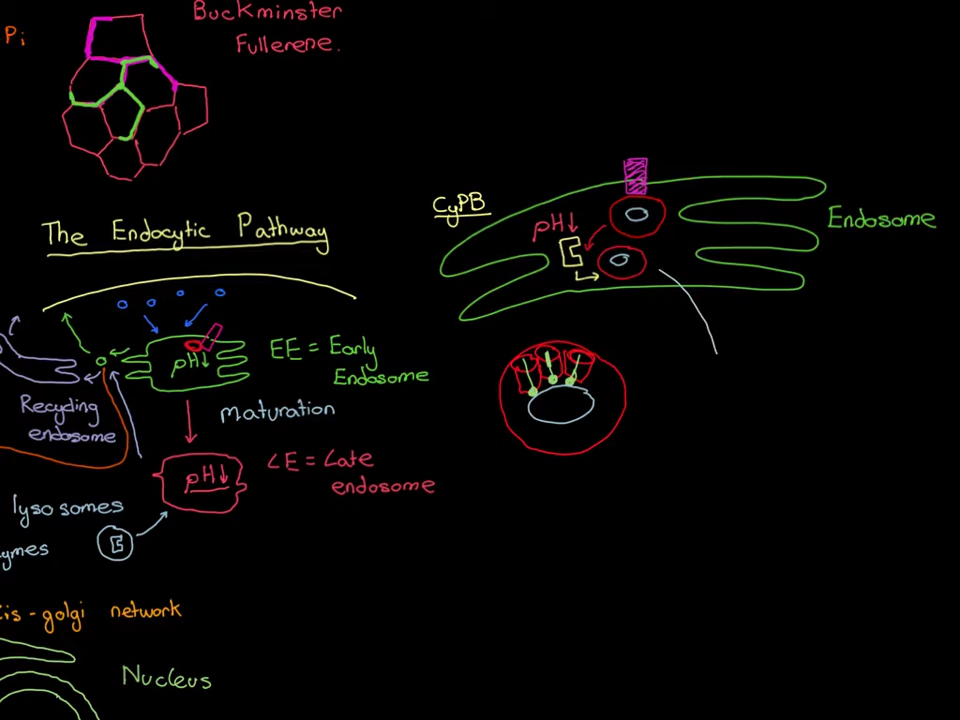 Buckminster
Fullerene.
Pi
The Endocytic Pathway
pH↓
EE = Early
Endosome
Recycling
endosome
Maturation
pH↓
LE = Late
endosome
lysosomes
ymes
Cis-golgi network
Nucleus
CyPB
pH↓
Endosome